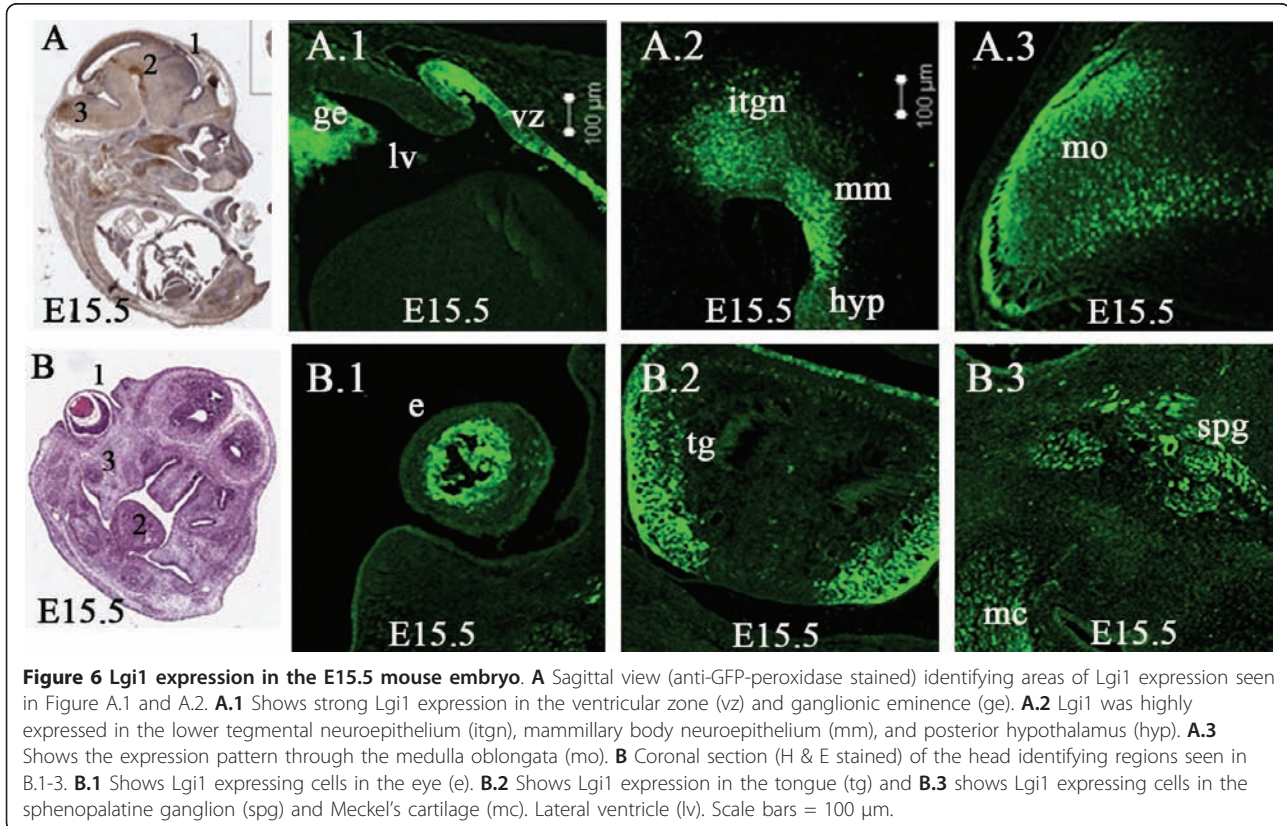 A
1
2
3
E15.5
A.1
ge
lv
vz
100 µm
E15.5
A.2
itgn
mm
hyp
100 µm
E15.5
A.3
mo
E15.5
B
1
3
2
E15.5
B.1
e
E15.5
B.2
tg
E15.5
B.3
spg
mc
E15.5
Figure 6 Lgi1 expression in the E15.5 mouse embryo. A Sagittal view (anti-GFP-peroxidase stained) identifying areas of Lgi1 expression seen
in Figure A.1 and A.2. A.1 Shows strong Lgi1 expression in the ventricular zone (vz) and ganglionic eminence (ge). A.2 Lgi1 was highly
expressed in the lower tegmental neuroepithelium (itgn), mammillary body neuroepithelium (mm), and posterior hypothalamus (hyp). A.3
Shows the expression pattern through the medulla oblongata (mo). B Coronal section (H & E stained) of the head identifying regions seen in
B.1-3. B.1 Shows Lgi1 expressing cells in the eye (e). B.2 Shows Lgi1 expression in the tongue (tg) and B.3 shows Lgi1 expressing cells in the
sphenopalatine ganglion (spg) and Meckel's cartilage (mc). Lateral ventricle (lv). Scale bars = 100 μm.